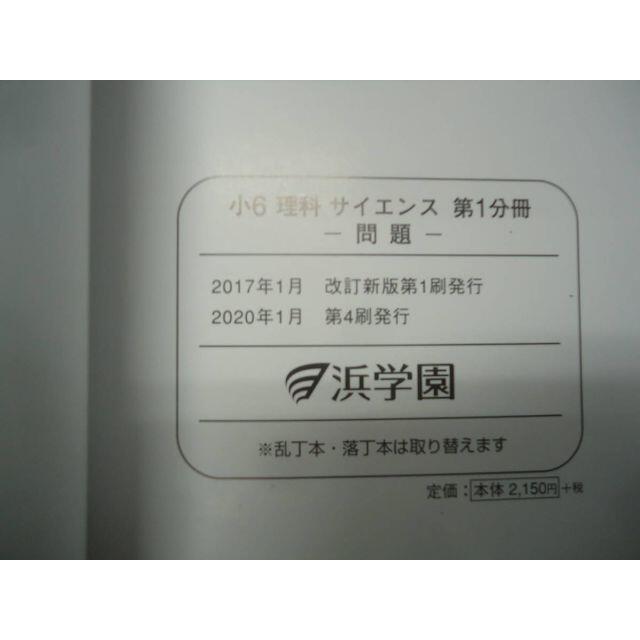 小6 理科 サイエンス 第1分冊
− 問題 −
2017年1月 改訂新版第1刷発行
2020年1月 第4刷発行
浜学園
※乱丁本・落丁本は取り替えます
定価：本体 2,150円＋税